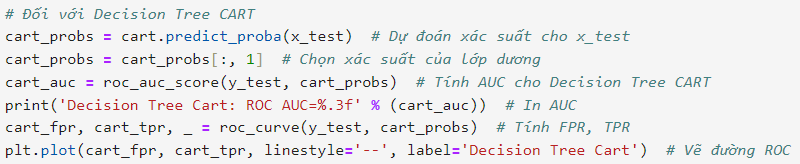 # Đối với Decision Tree CART
cart_probs = cart.predict_proba(x_test)  # Dự đoán xác suất cho x_test
cart_probs = cart_probs[:, 1]  # Chọn xác suất của lớp dương
cart_auc = roc_auc_score(y_test, cart_probs)  # Tính AUC cho Decision Tree CART
print('Decision Tree Cart: ROC AUC=%.3f' % (cart_auc))  # In AUC
cart_fpr, cart_tpr, _ = roc_curve(y_test, cart_probs)  # Tính FPR, TPR
plt.plot(cart_fpr, cart_tpr, linestyle='--', label='Decision Tree Cart')  # Vẽ đường ROC